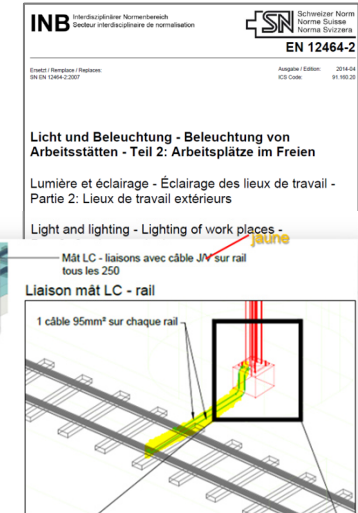 INB Interdisziplinärer Normenbereich
Secteur interdisciplinaire de normalisation
SN Schweizer Norm
Norme Suisse
Norma Svizzera
EN 12464-2
Ersetzt / Remplace / Replaces:
SN EN 12464-2:2007
Ausgabe / Edition: 2014-04
ICS Code: 91.160.20
Licht und Beleuchtung - Beleuchtung von
Arbeitsstätten - Teil 2: Arbeitsplätze im Freien
Lumière et éclairage - Éclairage des lieux de travail -
Partie 2: Lieux de travail extérieurs
Light and lighting - Lighting of work places -
jaune
Mât LC - liaisons avec câble J/V sur rail
tous les 250
Liaison mât LC - rail
1 câble 95mm² sur chaque rail